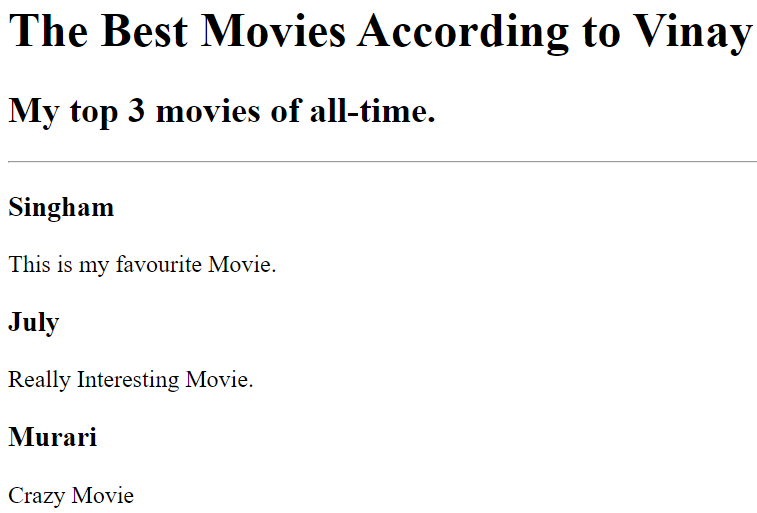 The Best Movies According to Vinay
My top 3 movies of all-time.
Singham
This is my favourite Movie.
July
Really Interesting Movie.
Murari
Crazy Movie